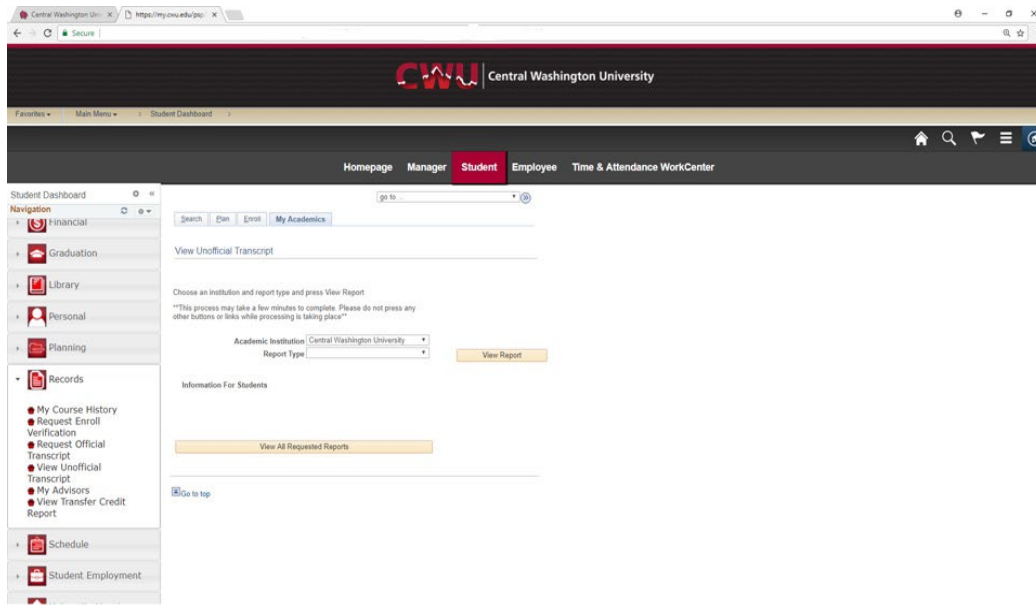 Central Washington Uni
https://my.cwu.edu/psp
Secure
CWU Central Washington University
Favorites Main Menu Student Dashboard
Homepage Manager Student Employee Time & Attendance WorkCenter
Student Dashboard
Navigation
Financial
Graduation
Library
Personal
Planning
Records
My Course History
Request Enroll
Verification
Request Official
Transcript
View Unofficial
Transcript
My Advisors
View Transfer Credit
Report
Schedule
Student Employment
go to ...
Search Plan Enroll My Academics
View Unofficial Transcript
Choose an institution and report type and press View Report
**This process may take a few minutes to complete. Please do not press any
other buttons or links while processing is taking place**
Academic Institution Central Washington University
Report Type
View Report
Information For Students
View All Requested Reports
Go to top